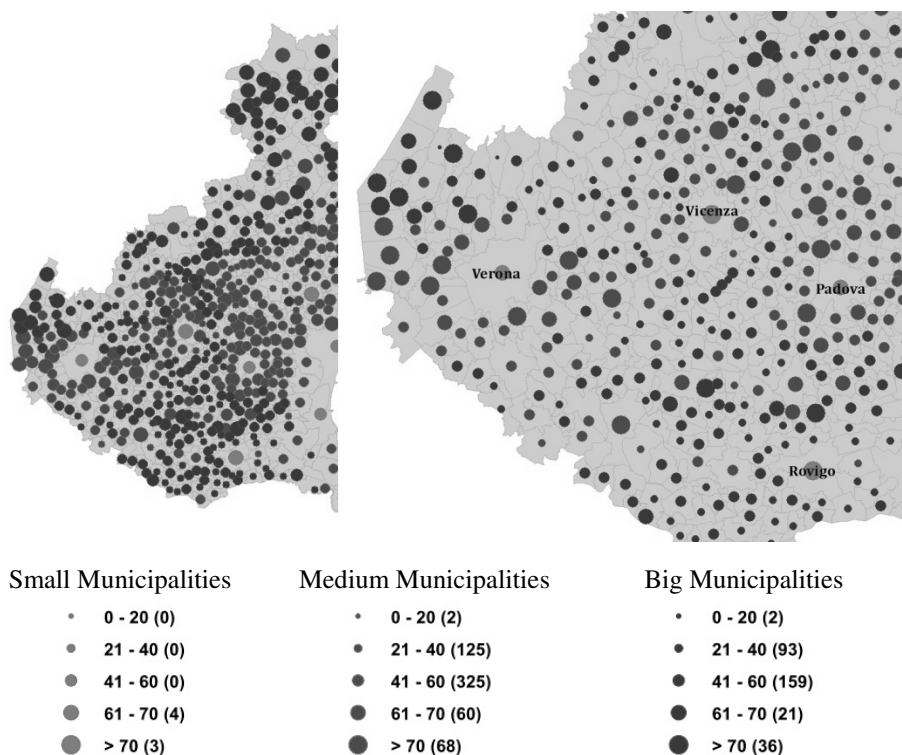 Vicenza
Verona
Padova
Rovigo
Small Municipalities Medium Municipalities Big Municipalities
0 - 20 (0) 0 - 20 (2) 0 - 20 (2)
21 - 40 (0) 21 - 40 (125) 21 - 40 (93)
41 - 60 (0) 41 - 60 (325) 41 - 60 (159)
61 - 70 (4) 61 - 70 (60) 61 - 70 (21)
> 70 (3) > 70 (68) > 70 (36)